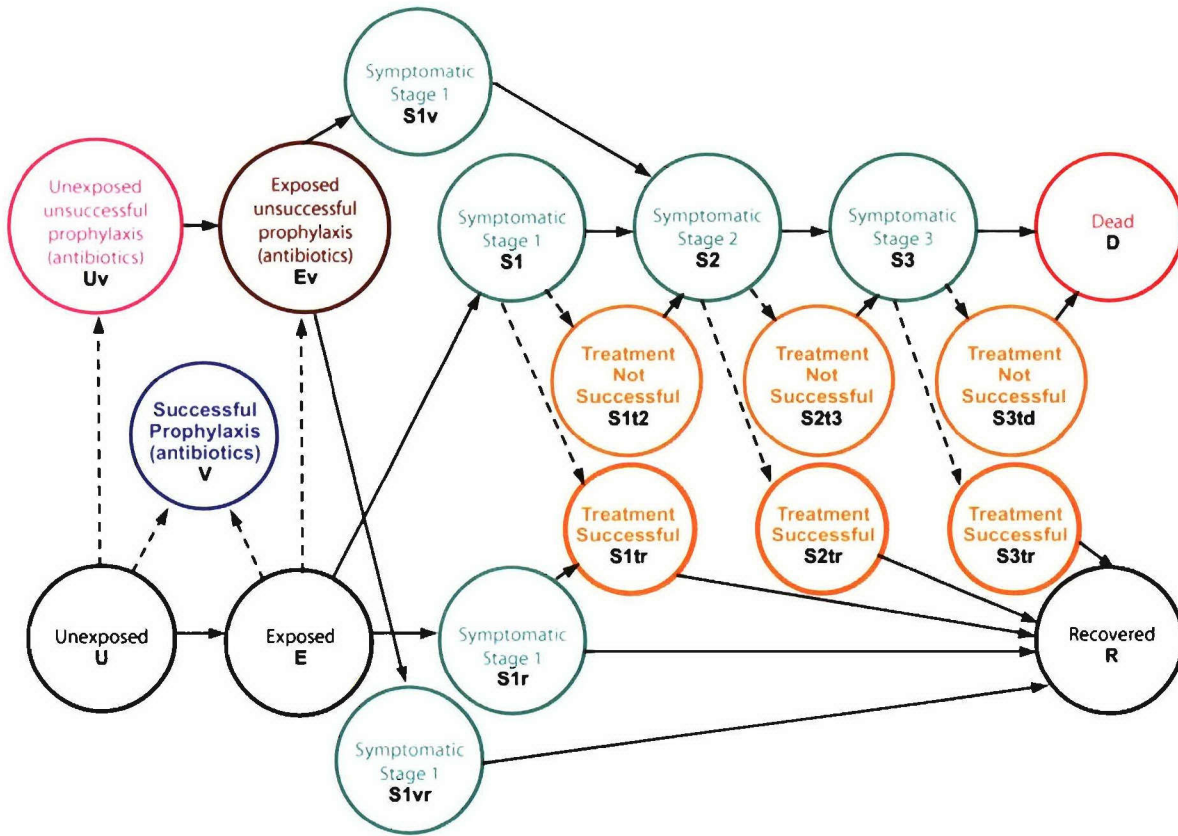 Symptomatic
Stage 1
S1v
Unexposed
unsuccessful
prophylaxis
(antibiotics)
Uv
Exposed
unsuccessful
prophylaxis
(antibiotics)
Ev
Symptomatic
Stage 1
S1
Symptomatic
Stage 2
S2
Symptomatic
Stage 3
S3
Dead
D
Treatment
Not
Successful
S1t2
Treatment
Not
Successful
S2t3
Treatment
Not
Successful
S3td
Successful
Prophylaxis
(antibiotics)
V
Treatment
Successful
S1tr
Treatment
Successful
S2tr
Treatment
Successful
S3tr
Unexposed
U
Exposed
E
Symptomatic
Stage 1
S1r
Recovered
R
Symptomatic
Stage 1
S1vr